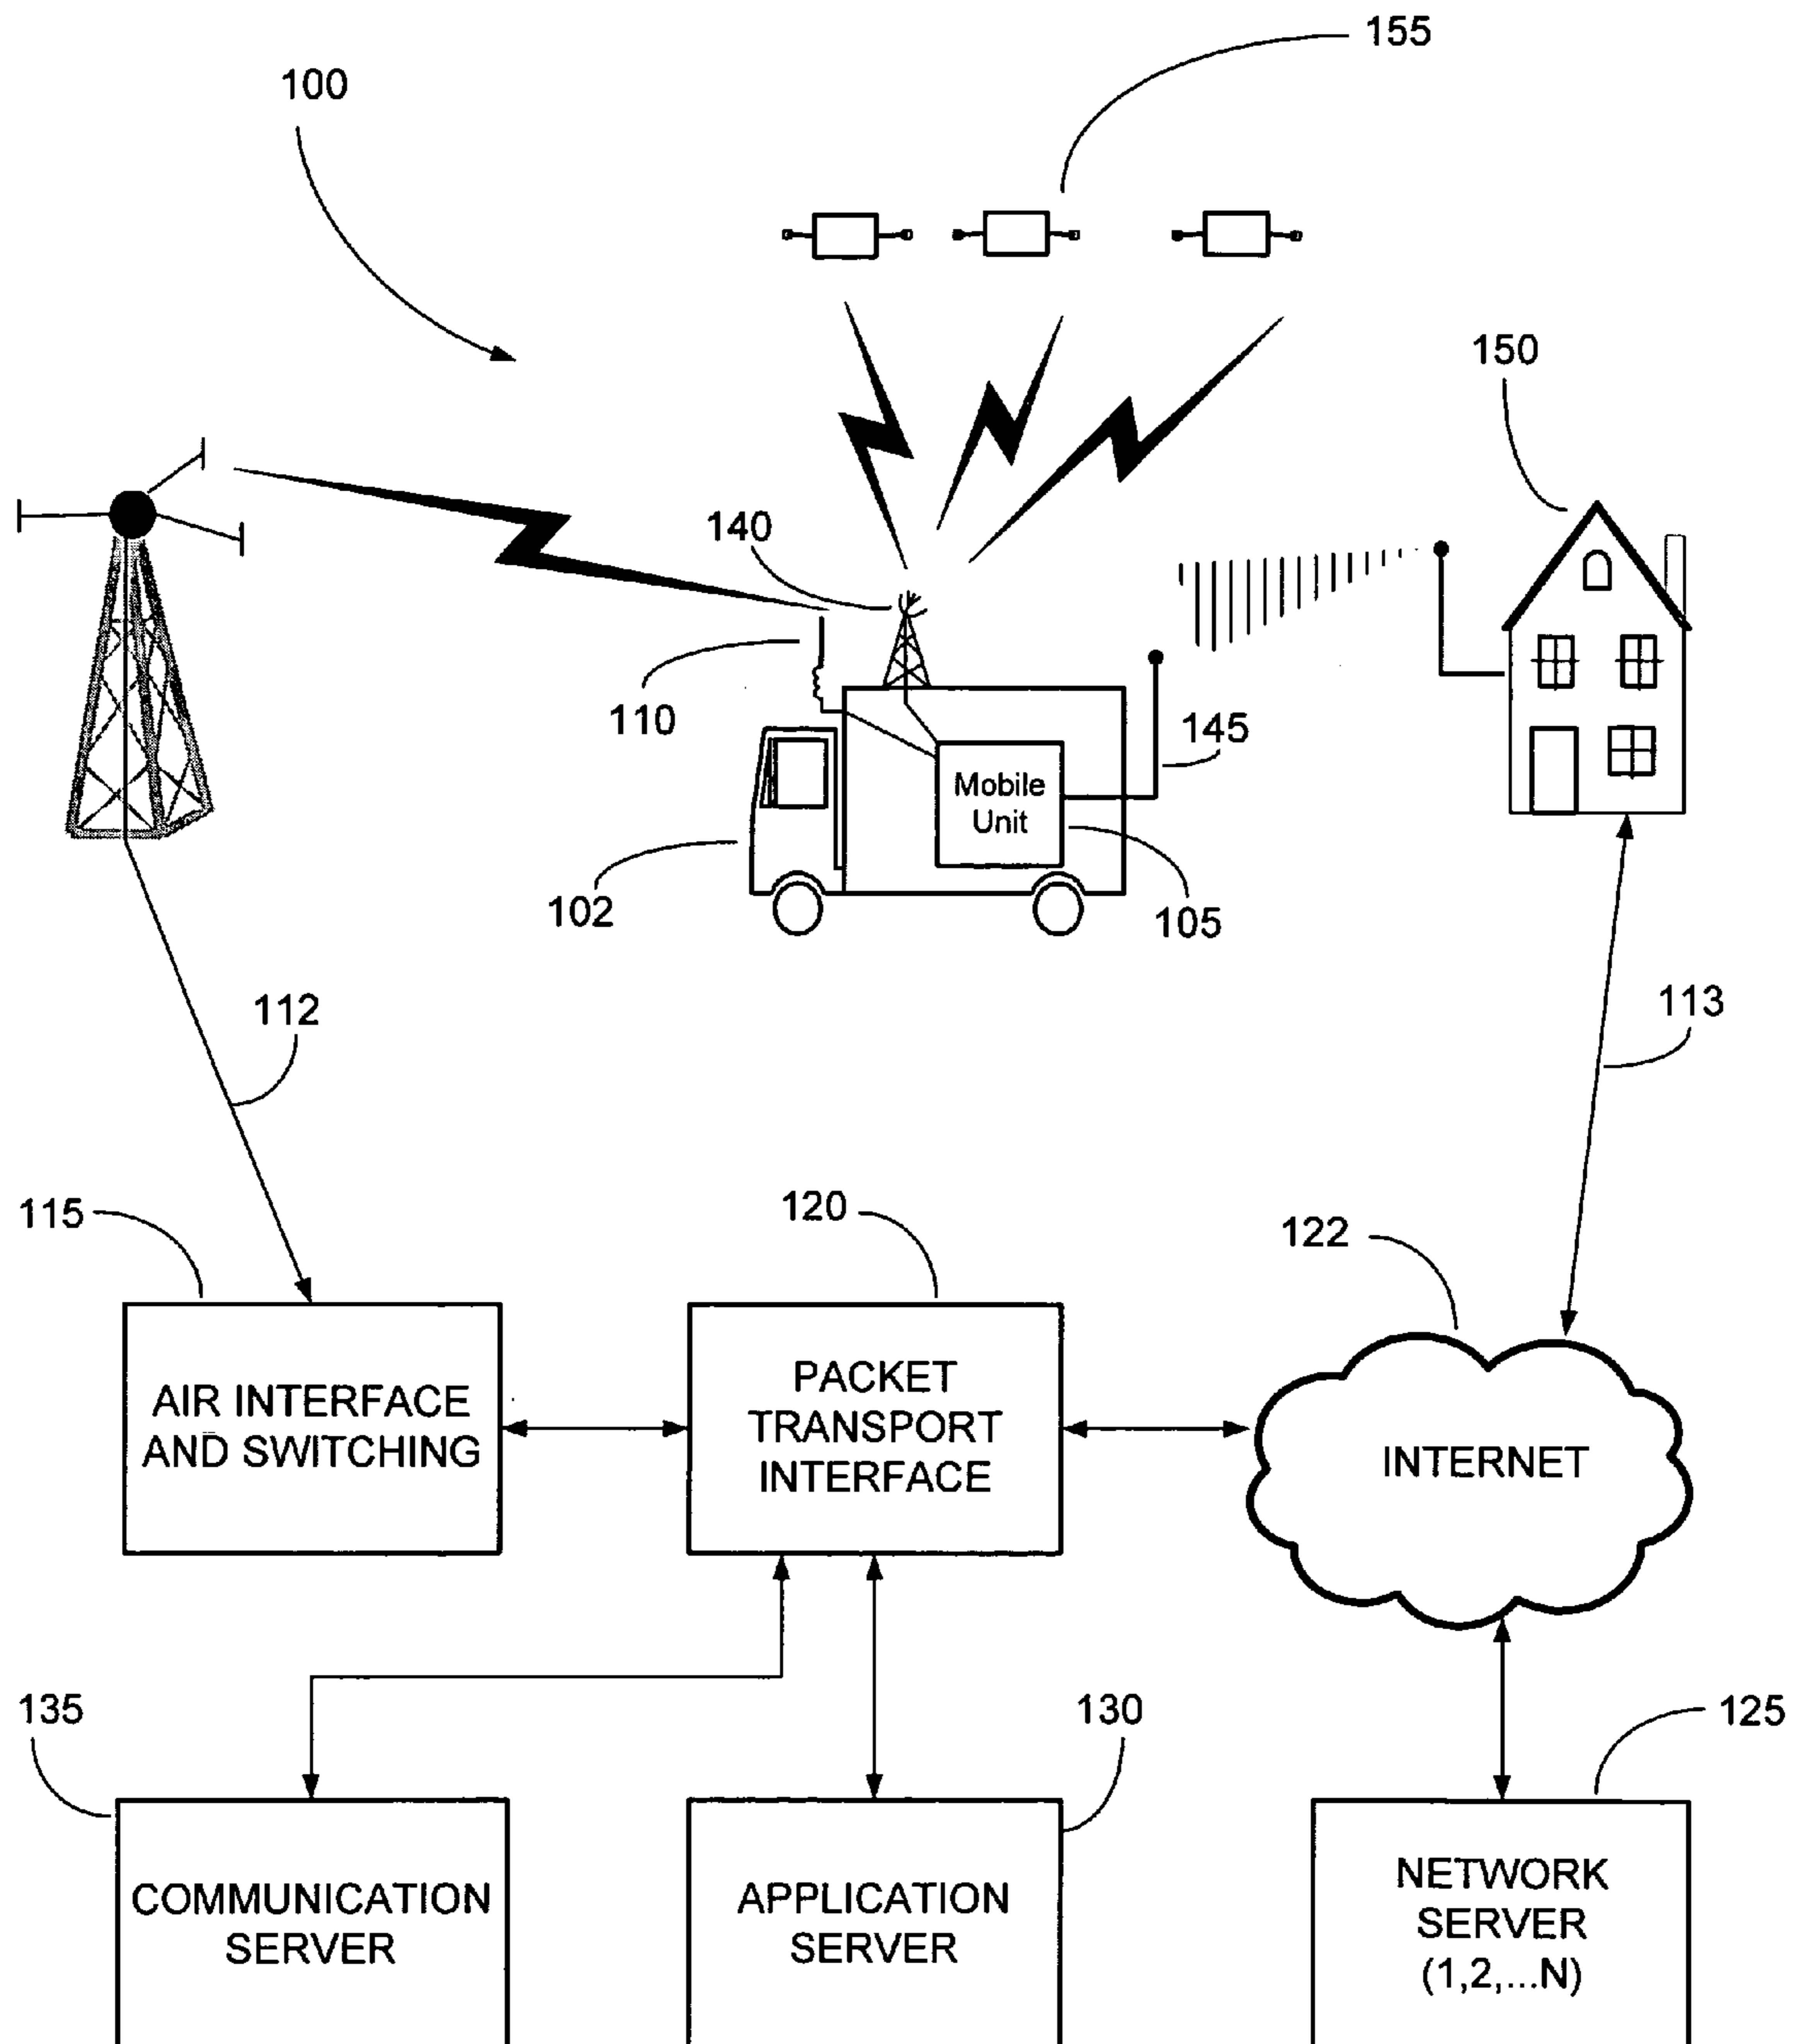 155
100
150
140
110
145
Mobile
Unit
102
105
112
113
115
120
122
AIR INTERFACE
AND SWITCHING
PACKET
TRANSPORT
INTERFACE
INTERNET
135
130
125
COMMUNICATION
SERVER
APPLICATION
SERVER
NETWORK
SERVER
(1,2,...N)